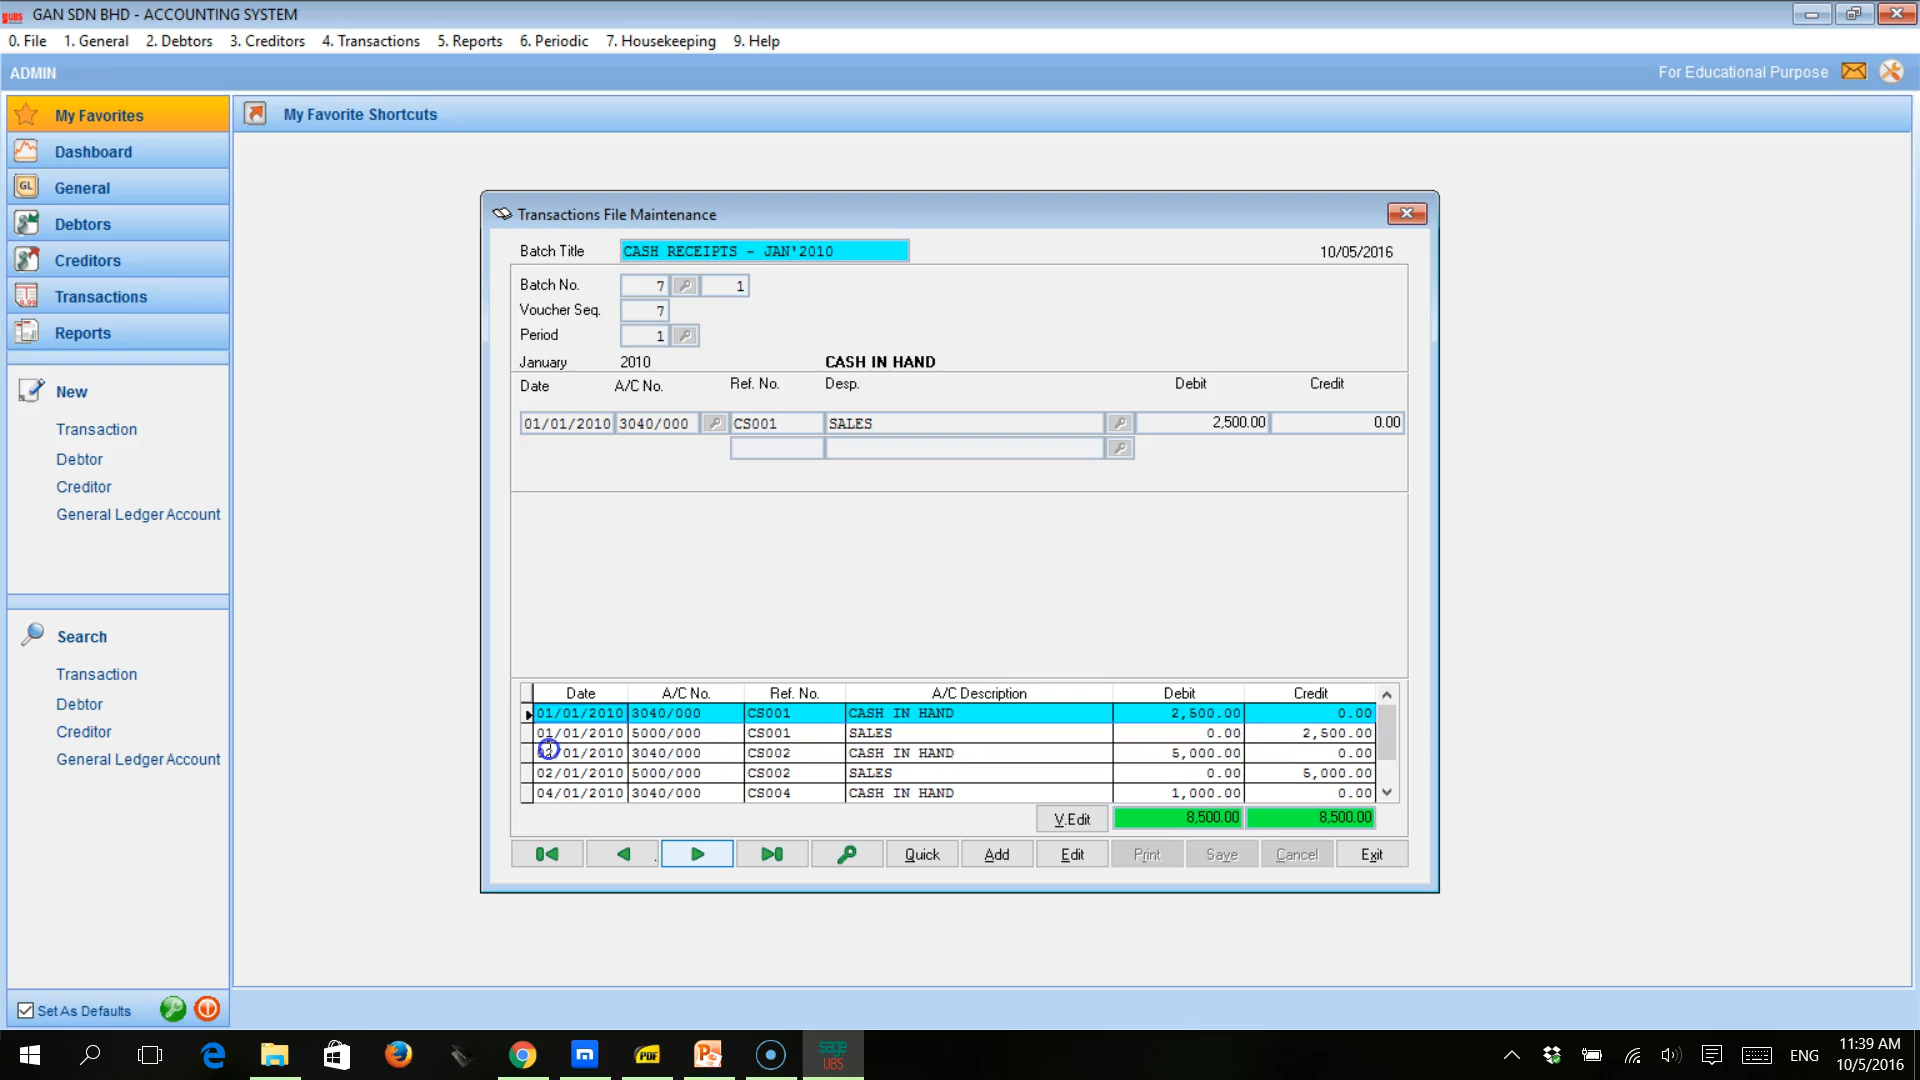 GAN SDN BHD - ACCOUNTING SYSTEM
0. File 1. General 2. Debtors 3. Creditors 4. Transactions 5. Reports 6. Periodic 7. Housekeeping 9. Help
ADMIN
For Educational Purpose
My Favorites
Dashboard
GL General
Debtors
Creditors
Transactions
Reports
New
Transaction
Debtor
Creditor
General Ledger Account
Search
Transaction
Debtor
Creditor
General Ledger Account
Set As Defaults
My Favorite Shortcuts
Transactions File Maintenance
Batch Title CASH RECEIPTS - JAN'2010 10/05/2016
Batch No. 7 1
Voucher Seq. 7
Period 1
January 2010 CASH IN HAND
Date A/C No. Ref. No. Desp. Debit Credit
01/01/2010 3040/000 CS001 SALES 2,500.00 0.00
Date A/C No. Ref. No. A/C Description Debit Credit
01/01/2010 3040/000 CS001 CASH IN HAND 2,500.00 0.00
01/01/2010 5000/000 CS001 SALES 0.00 2,500.00
02/01/2010 3040/000 CS002 CASH IN HAND 5,000.00 0.00
02/01/2010 5000/000 CS002 SALES 0.00 5,000.00
04/01/2010 3040/000 CS004 CASH IN HAND 1,000.00 0.00
V.Edit 8,500.00 8,500.00
Quick Add Edit Print Save Cancel Exit
PDF
sage
UBS
ENG
11:39 AM
10/5/2016